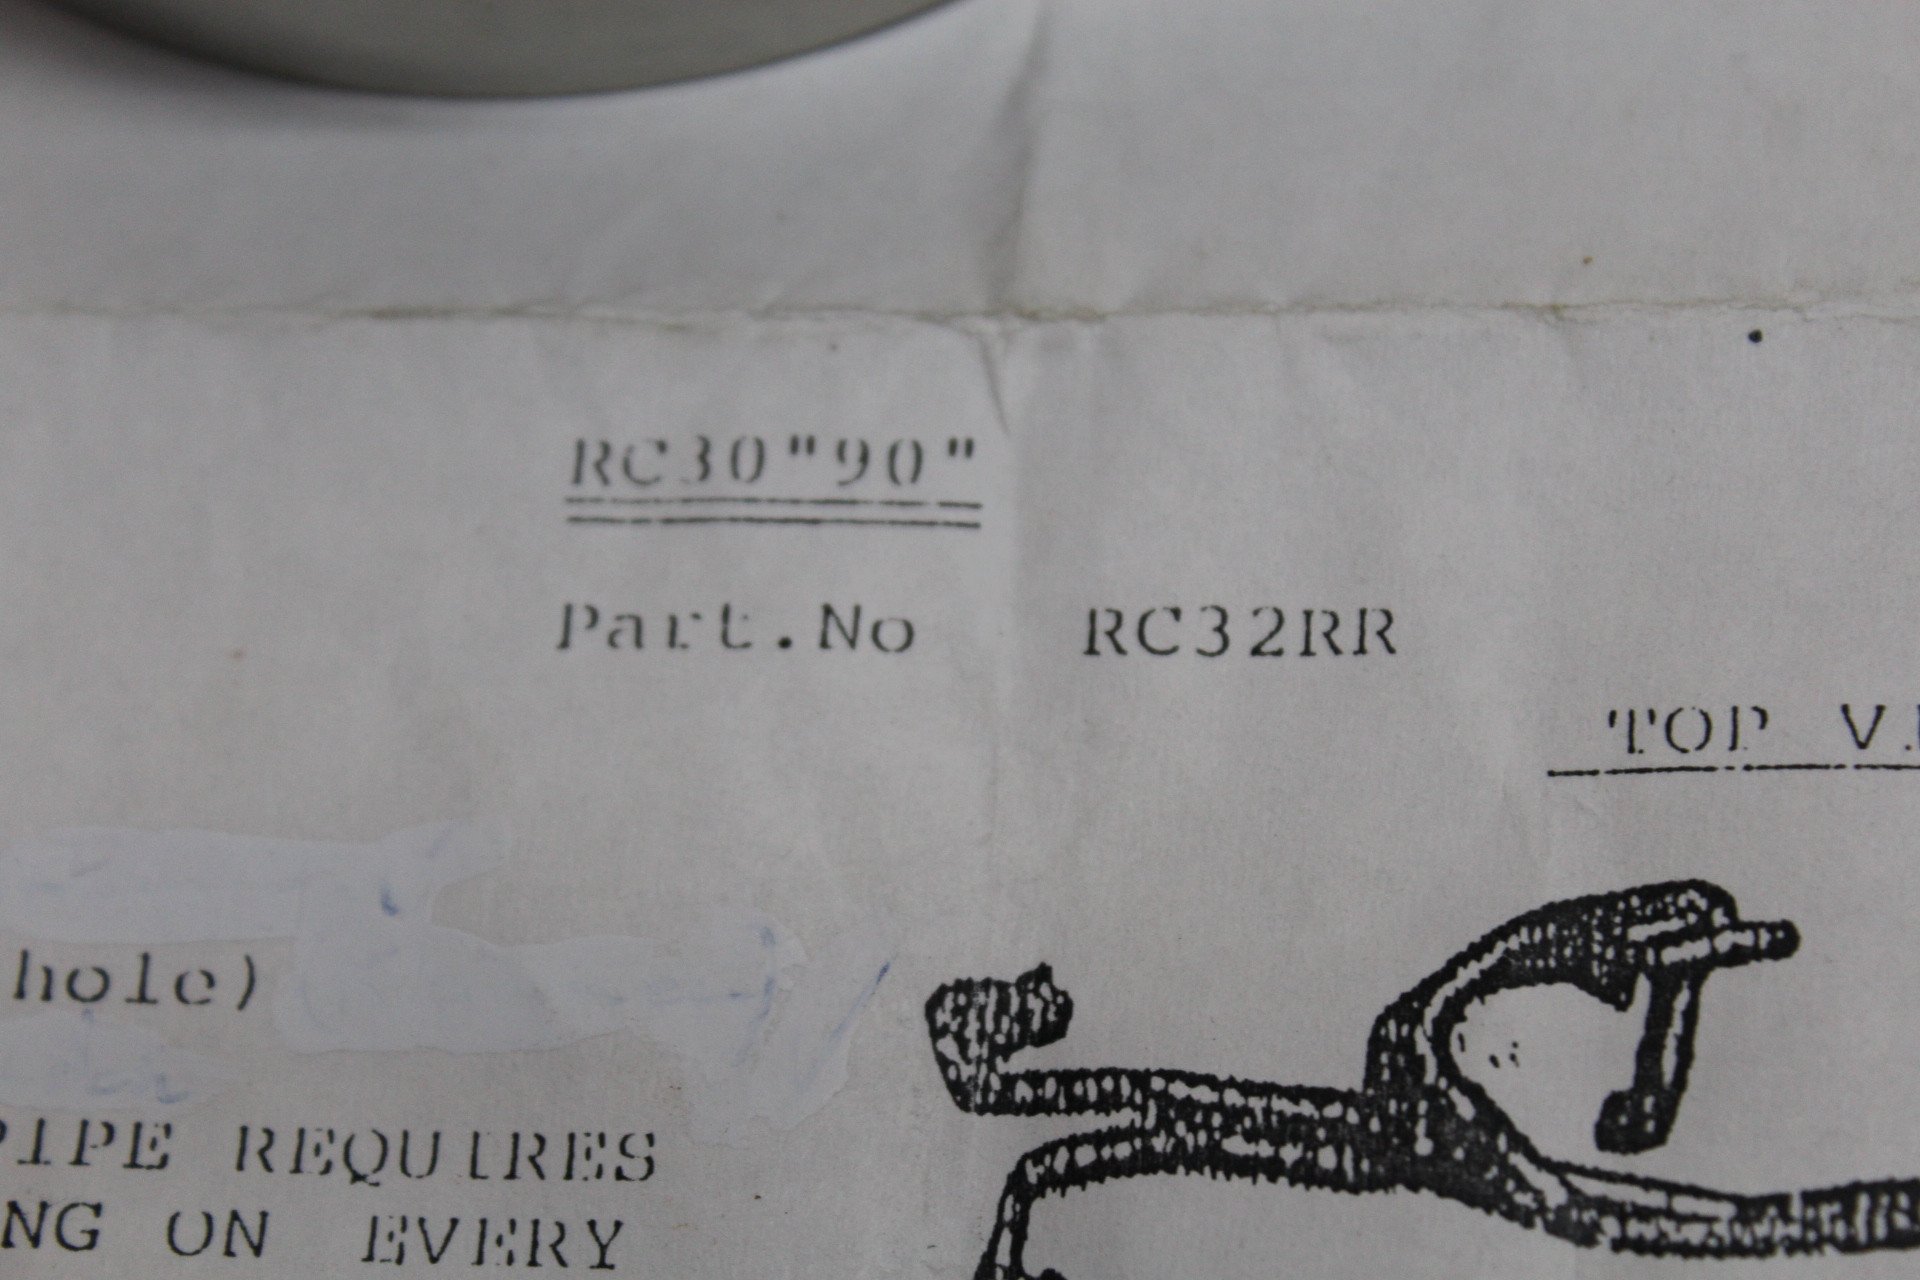 RC30"90"
Part.No RC32RR
TOP
hole)
PIPE REQUIRES
NG ON EVERY